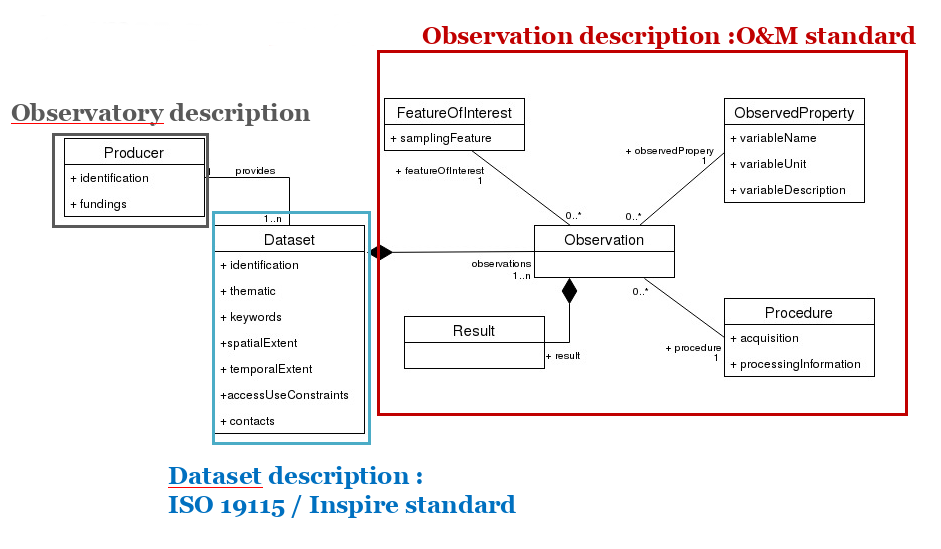 Observation description :O&M standard
Observatory description
Producer
+ identification
+ fundings
1
provides
1..n
Dataset
+ identification
+ thematic
+ keywords
+spatialExtent
+ temporalExtent
+accessUseConstraints
+ contacts
FeatureOfInterest
+ samplingFeature
+ featureOfInterest
1
0..*
ObservedProperty
+ variableName
+ variableUnit
+ variableDescription
+ observedPropery
1
0..*
Observation
observations
1..n
0..*
Result
+ result
Procedure
+ acquisition
+ processingInformation
+ procedure
1
Dataset description :
ISO 19115 / Inspire standard